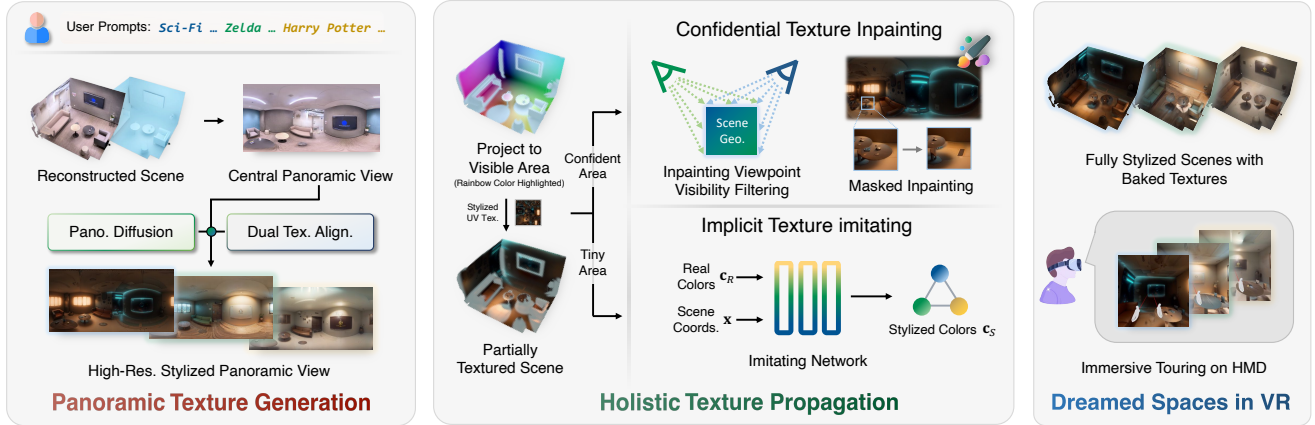 User Prompts: Sci-Fi … Zelda … Harry Potter …
Reconstructed Scene
Central Panoramic View
Pano. Diffusion
Dual Tex. Align.
High-Res. Stylized Panoramic View
Panoramic Texture Generation
Project to
Visible Area
(Rainbow Color Highlighted)
Stylized
UV Tex.
Partially
Textured Scene
Confident
Area
Tiny
Area
Confidential Texture Inpainting
Scene
Geo.
Inpainting Viewpoint
Visibility Filtering
Masked Inpainting
Implicit Texture imitating
Real
Colors
c_R
Scene
Coords.
x
Imitating Network
Stylized Colors c_S
Holistic Texture Propagation
Fully Stylized Scenes with
Baked Textures
Immersive Touring on HMD
Dreamed Spaces in VR